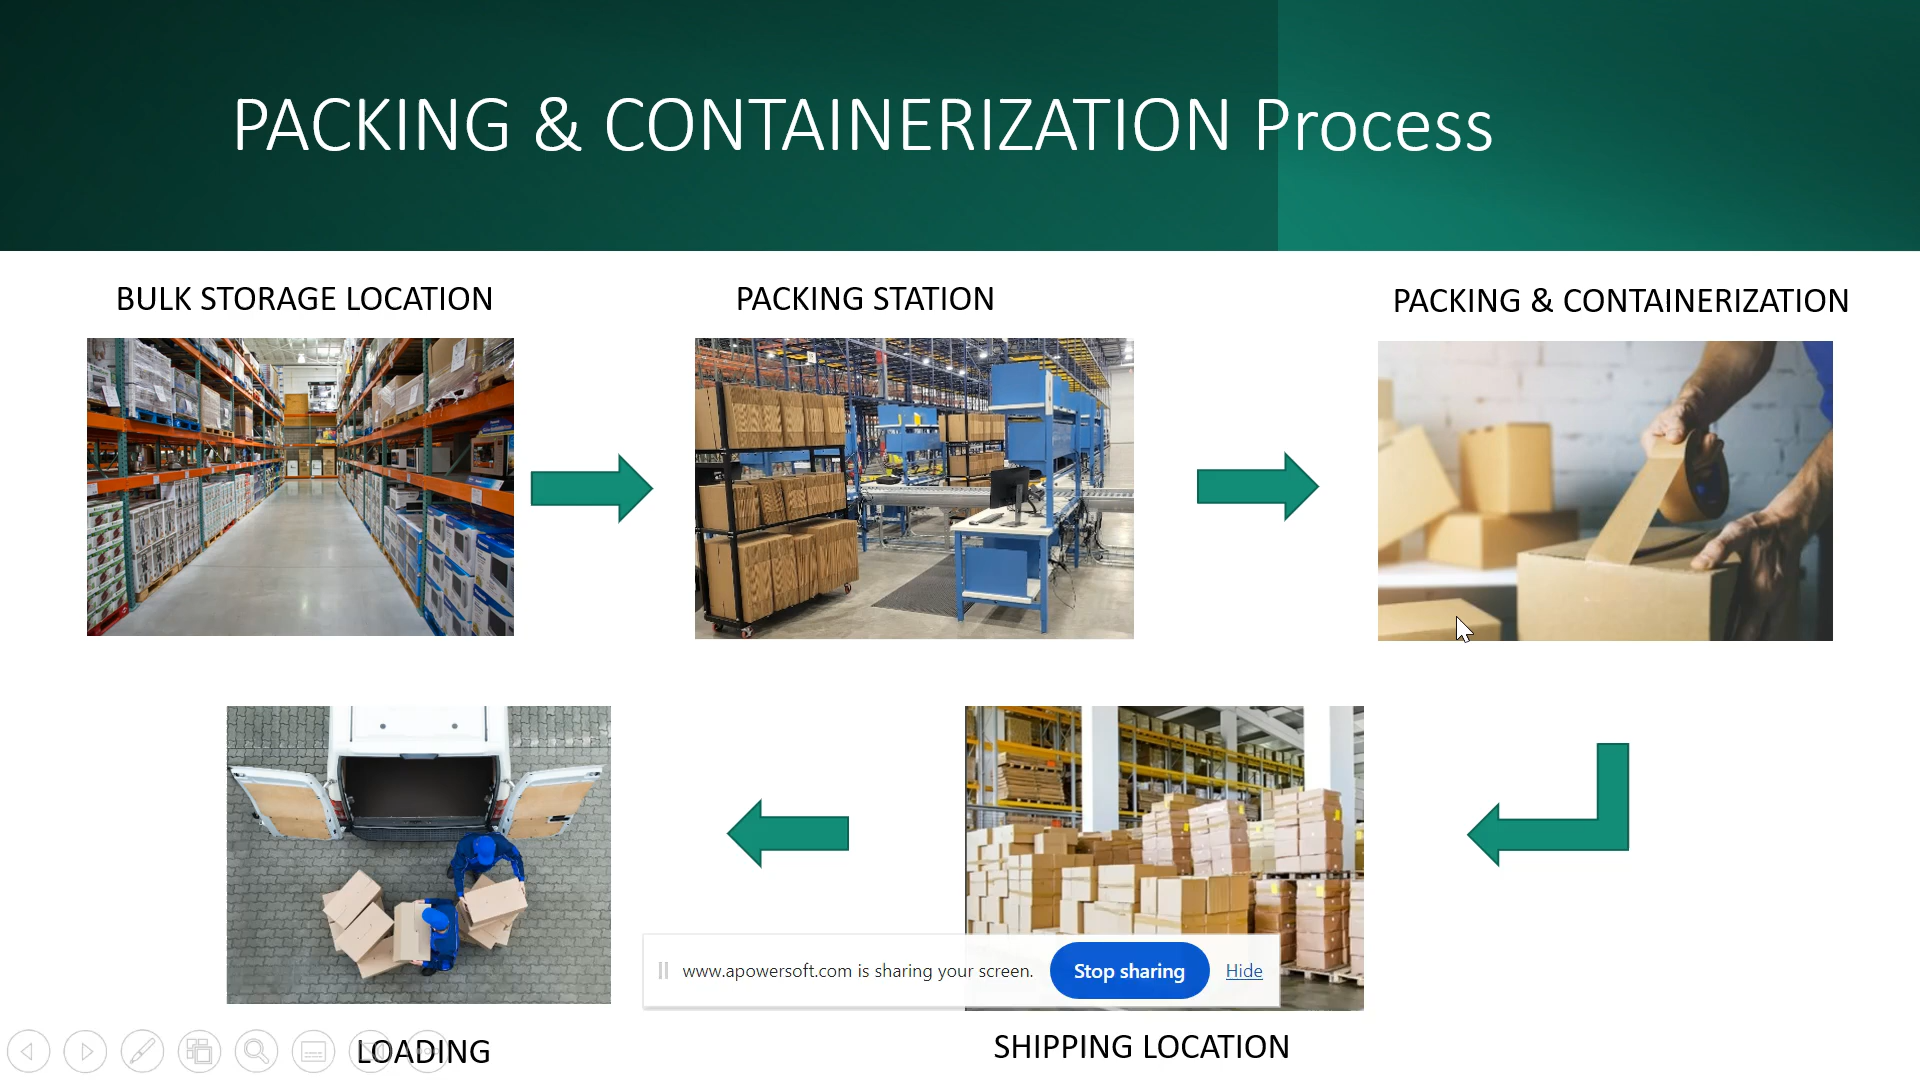 PACKING & CONTAINERIZATION Process
BULK STORAGE LOCATION
PACKING STATION
PACKING & CONTAINERIZATION
www.apowersoft.com is sharing your screen.
Stop sharing
Hide
LOADING
SHIPPING LOCATION